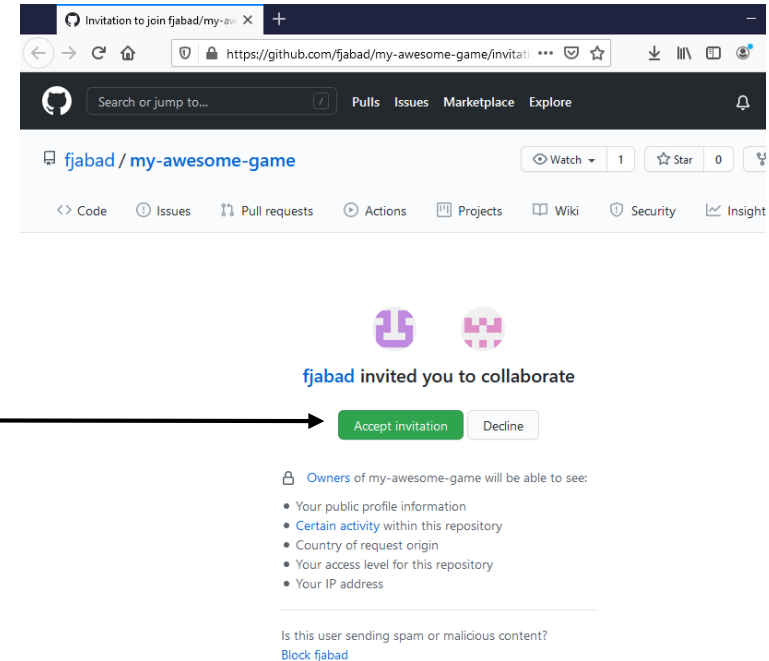 Invitation to join fjabad/my-aw
https://github.com/fjabad/my-awesome-game/invitati
Search or jump to... / Pulls Issues Marketplace Explore
fjabad / my-awesome-game Watch 1 Star 0
Code Issues Pull requests Actions Projects Wiki Security Insight
fjabad invited you to collaborate
Accept invitation Decline
Owners of my-awesome-game will be able to see:
• Your public profile information
• Certain activity within this repository
• Country of request origin
• Your access level for this repository
• Your IP address
Is this user sending spam or malicious content?
Block fjabad